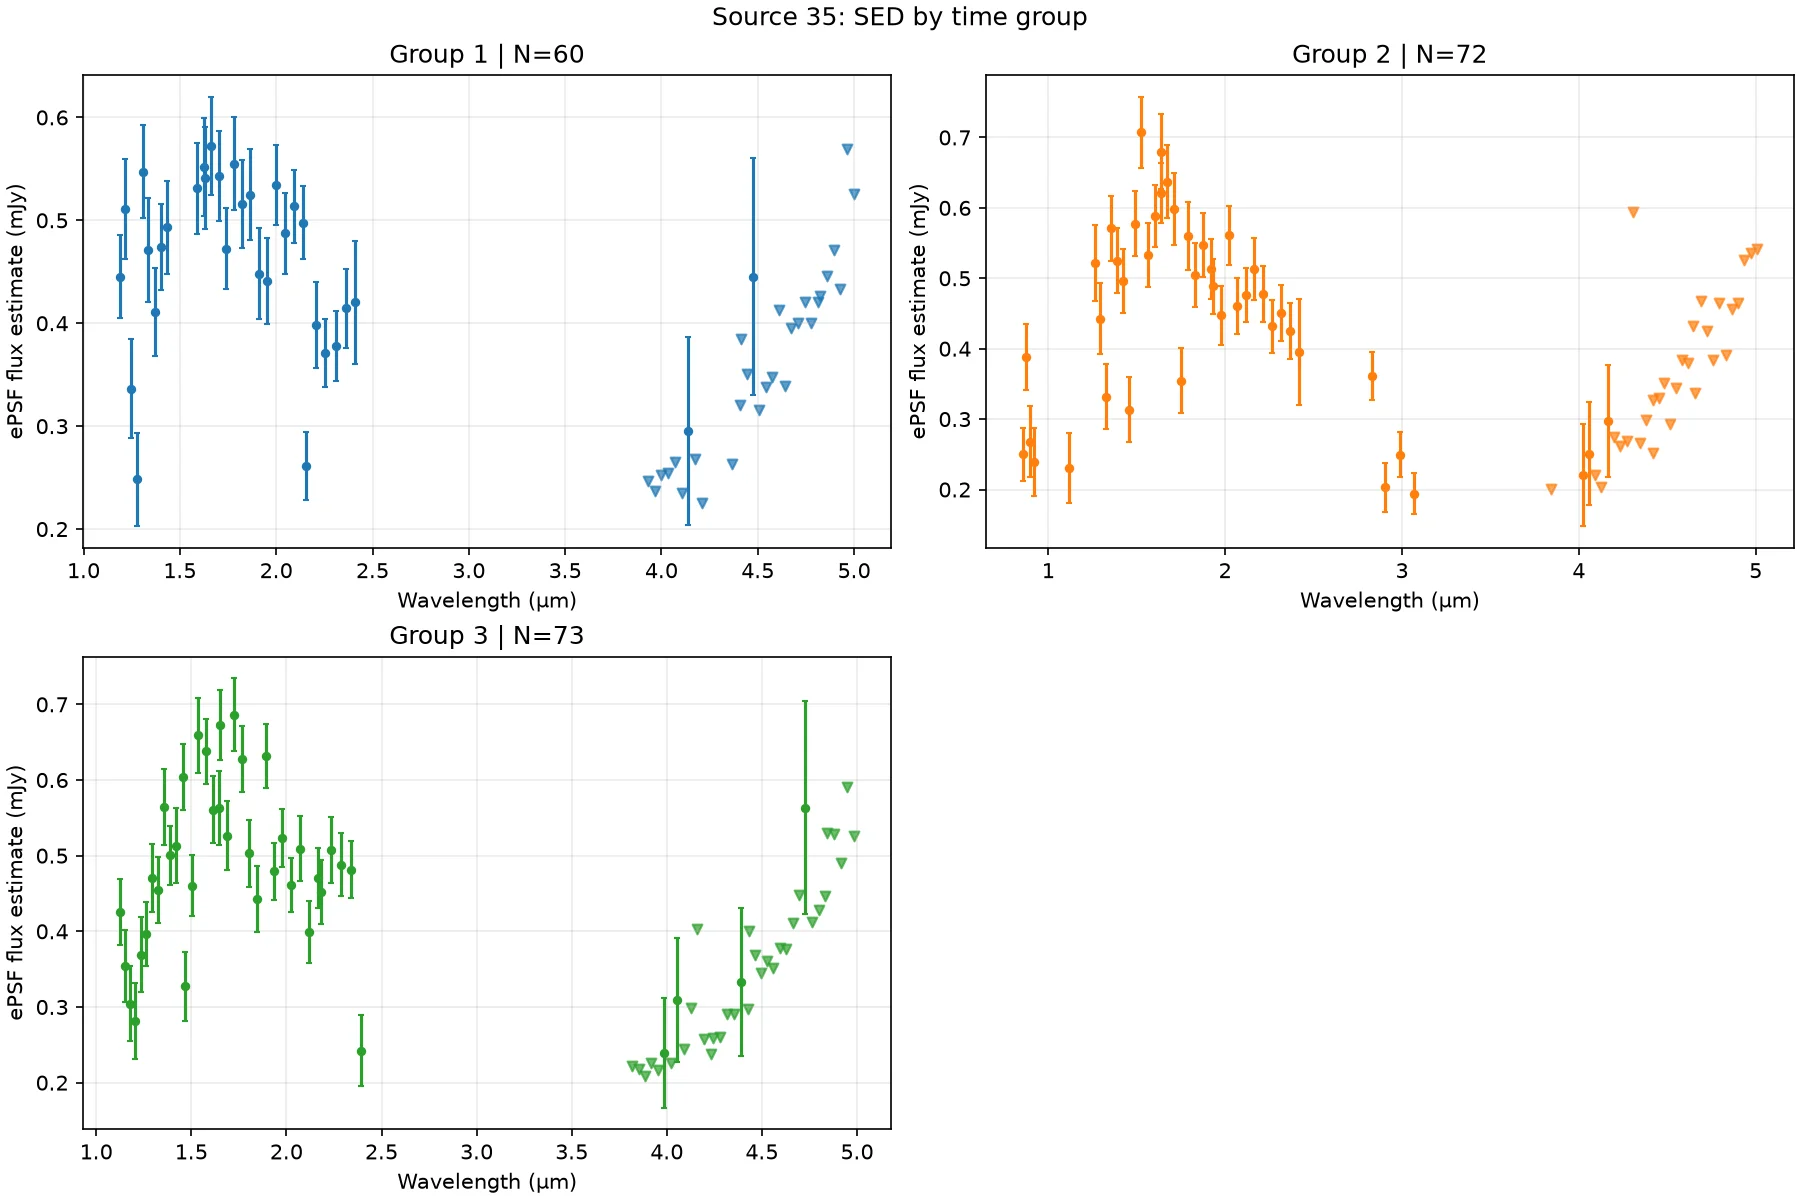 Source 35: SED by time group
Group 1 | N=60
ePSF flux estimate (mJy)
0.6
0.5
0.4
0.3
0.2
1.0 1.5 2.0 2.5 3.0 3.5 4.0 4.5 5.0
Wavelength (μm)
Group 2 | N=72
ePSF flux estimate (mJy)
0.7
0.6
0.5
0.4
0.3
0.2
1 2 3 4 5
Wavelength (μm)
Group 3 | N=73
ePSF flux estimate (mJy)
0.7
0.6
0.5
0.4
0.3
0.2
1.0 1.5 2.0 2.5 3.0 3.5 4.0 4.5 5.0
Wavelength (μm)